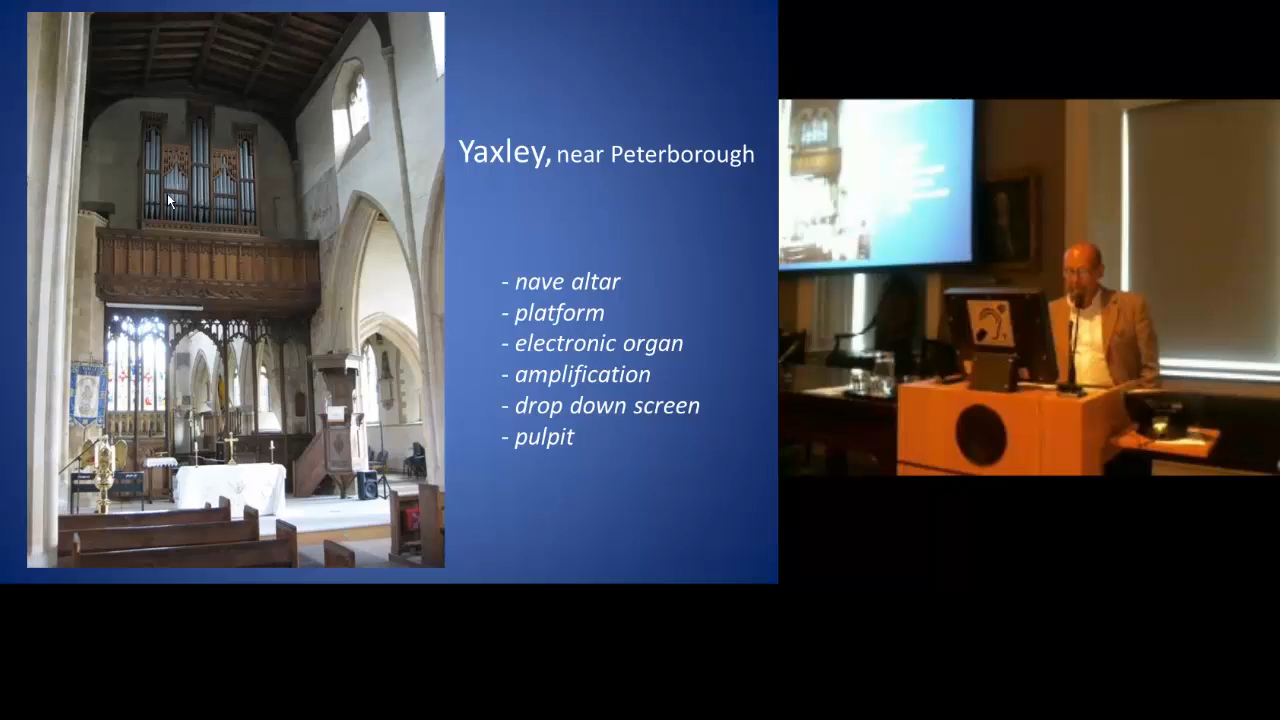 Yaxley, near Peterborough
- nave altar
- platform
- electronic organ
- amplification
- drop down screen
- pulpit